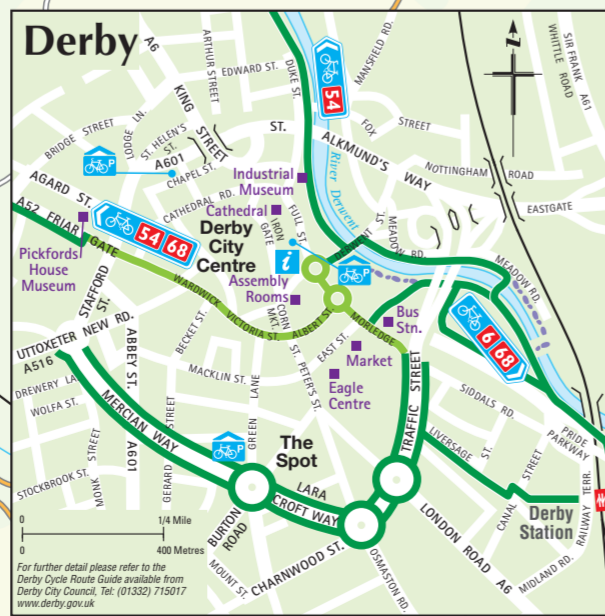 Derby
A6
ARTHUR STREET
EDWARD ST.
DUKE ST.
54
MANSFIELD RD.
SIR FRANK
WHITTLE ROAD
A61
n
KING
STREET
BRIDGE STREET
LODGE LN.
ST. HELEN'S
ST.
A601
CHAPEL ST.
P
ST.
ALKMUND'S WAY
FOX
STREET
River Derwent
NOTTINGHAM
ROAD
EASTGATE
AGARD ST.
A52 FRIAR
GATE
54 68
CATHEDRAL RD.
Industrial
Museum
Cathedral
Derby
City
Centre
IRON
GATE
FULL ST.
i
P
DERWENT ST.
MEADOW RD.
MEADOW RD.
Pickfords
House
Museum
STAFFORD
ST.
WARDWICK
VICTORIA ST.
ALBERT ST.
MORLEDGE
Assembly
Rooms
CORN
MKT.
ST. PETER'S ST.
EAST ST.
Bus
Stn.
Market
Eagle
Centre
6 68
UTTOXETER NEW RD.
A516
ABBEY ST.
BECKET ST.
MACKLIN ST.
GREEN LANE
TRAFFIC STREET
SIDDALS RD.
PRIDE
PARKWAY
DREWERY LA.
WOLFA ST.
MERCIAN WAY
A601
STOCKBROOK ST.
MONK STREET
GERARD STREET
P
The
Spot
LARA
CROFT WAY
LIVERSAGE
ST.
CANAL STREET
Derby
Station
RAILWAY TERR.
BURTON
ROAD
MOUNT ST.
CHARNWOOD ST.
OSMASTON RD.
LONDON ROAD A6
MIDLAND RD.
0 1/4 Mile
0 400 Metres
For further detail please refer to the
Derby Cycle Route Guide available from
Derby City Council, Tel: (01332) 715017
www.derby.gov.uk